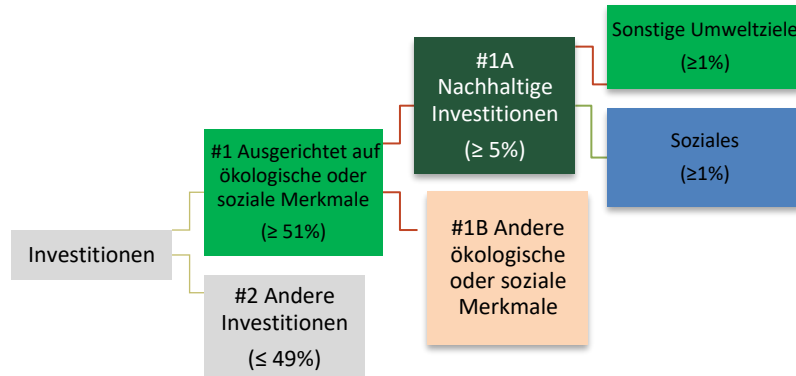 Investitionen
#1 Ausgerichtet auf
ökologische oder
soziale Merkmale
(≥ 51%)
#2 Andere
Investitionen
(≤ 49%)
#1A
Nachhaltige
Investitionen
(≥ 5%)
#1B Andere
ökologische
oder soziale
Merkmale
Sonstige Umweltziele
(≥1%)
Soziales
(≥1%)